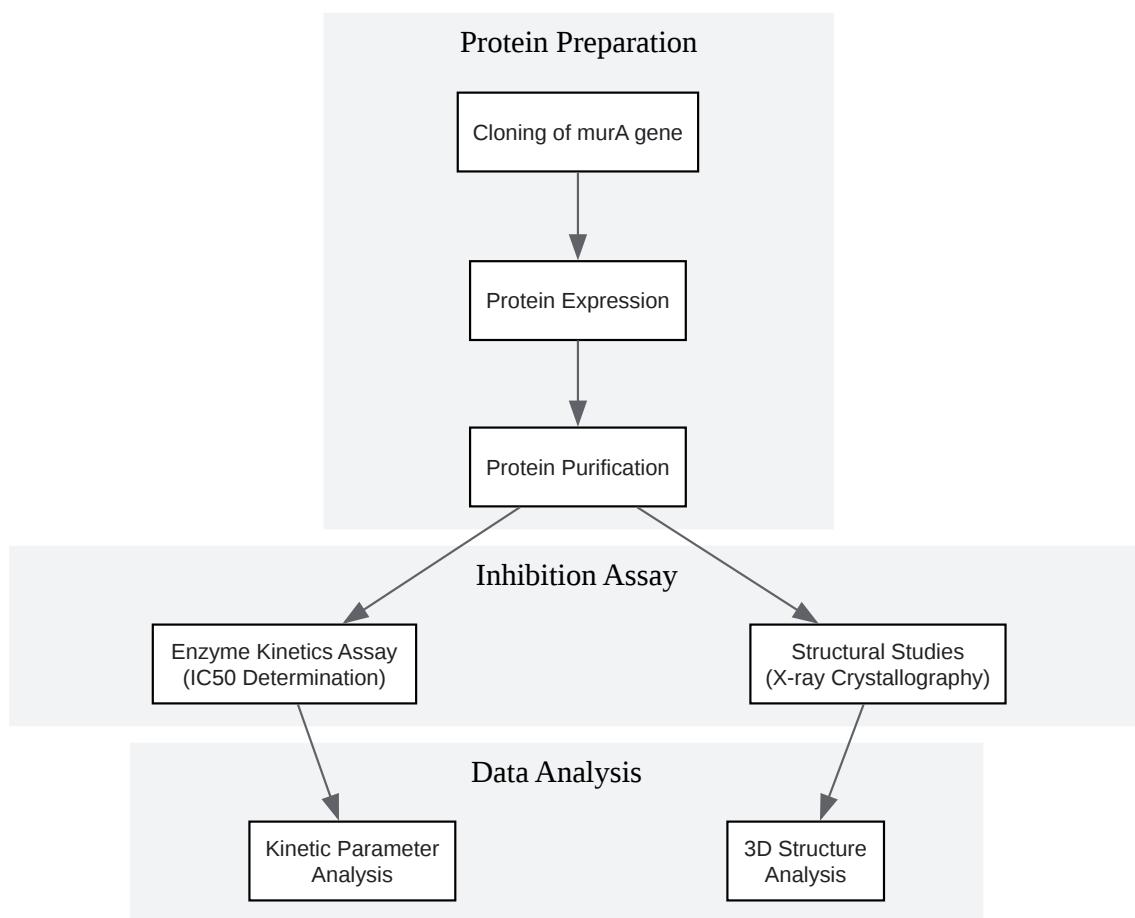 Protein Preparation
Cloning of murA gene
Protein Expression
Protein Purification
Inhibition Assay
Enzyme Kinetics Assay
(IC50 Determination)
Structural Studies
(X-ray Crystallography)
Data Analysis
Kinetic Parameter
Analysis
3D Structure
Analysis